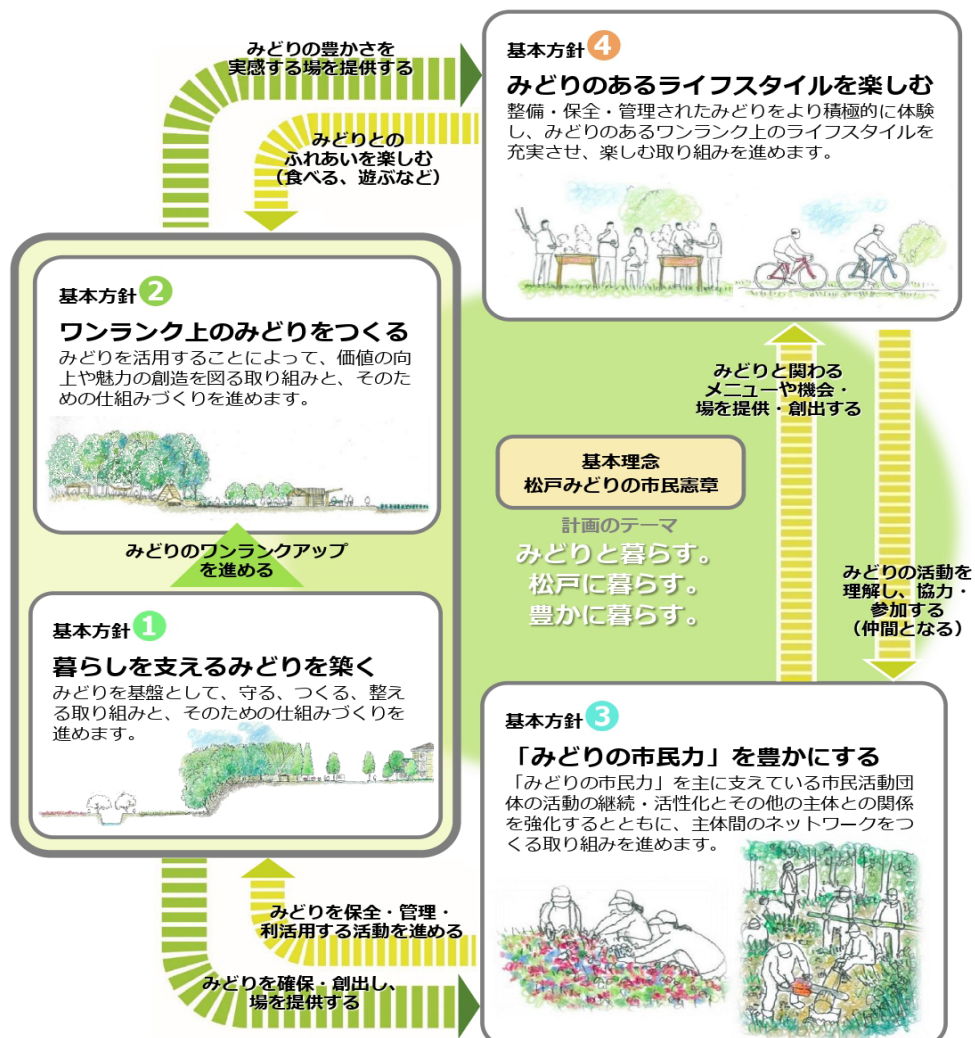 みどりの豊かさを
実感する場を提供する
みどりとの
ふれあいを楽しむ
（食べる、遊ぶなど）
基本方針4
みどりのあるライフスタイルを楽しむ
整備・保全・管理されたみどりをより積極的に体験
し、みどりのあるワンランク上のライフスタイルを
充実させ、楽しむ取り組みを進めます。
基本方針2
ワンランク上のみどりをつくる
みどりを活用することによって、価値の向
上や魅力の創造を図る取り組みと、そのた
めの仕組みづくりを進めます。
みどりのワンランクアップ
を進める
基本方針1
暮らしを支えるみどりを築く
みどりを基盤として、守る、つくる、整え
る取り組みと、そのための仕組みづくりを
進めます。
みどりと関わる
メニューや機会・
場を提供・創出する
基本理念
松戸みどりの市民憲章
計画のテーマ
みどりと暮らす。
松戸に暮らす。
豊かに暮らす。
みどりの活動を
理解し、協力・
参加する
（仲間となる）
基本方針3
「みどりの市民力」を豊かにする
「みどりの市民力」を主に支えている市民活動団
体の活動の継続・活性化とその他の主体との関係
を強化するとともに、主体間のネットワークをつ
くる取り組みを進めます。
みどりを保全・管理・
利活用する活動を進める
みどりを確保・創出し、
場を提供する